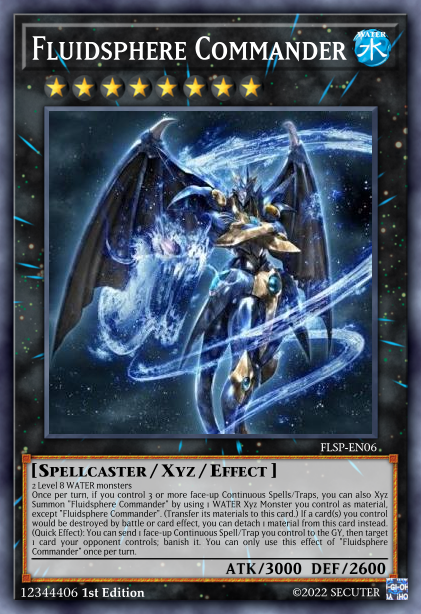 Fluidsphere Commander
WATER
水
FLSP-EN06
[Spellcaster / Xyz / Effect]
2 Level 8 WATER monsters
Once per turn, if you control 3 or more face-up Continuous Spells/Traps, you can also Xyz
Summon "Fluidsphere Commander" by using 1 WATER Xyz Monster you control as material,
except "Fluidsphere Commander". (Transfer its materials to this card.) If a card(s) you control
would be destroyed by battle or card effect, you can detach 1 material from this card instead.
(Quick Effect): You can send 1 face-up Continuous Spell/Trap you control to the GY, then target
1 card your opponent controls; banish it. You can only use this effect of "Fluidsphere
Commander" once per turn.
ATK/3000 DEF/2600
12344406 1st Edition
©2022 SECUTER